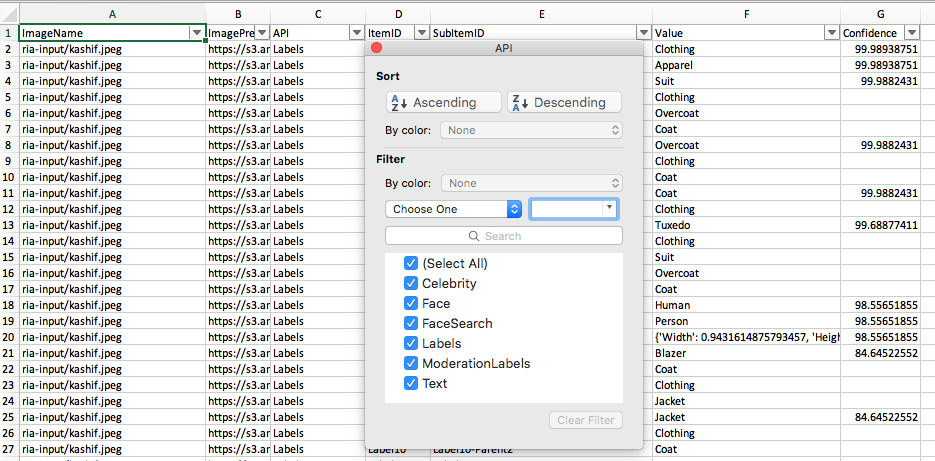 A B C D E F G
1 ImageName ImagePre API ItemID SubItemID Value Confidence
API
2 ria-input/kashif.jpeg https://s3.ar Labels Clothing 99.98938751
3 ria-input/kashif.jpeg https://s3.ar Labels Apparel 99.98938751
4 ria-input/kashif.jpeg https://s3.ar Labels Suit 99.9882431
5 ria-input/kashif.jpeg https://s3.ar Labels Clothing
6 ria-input/kashif.jpeg https://s3.ar Labels Overcoat
7 ria-input/kashif.jpeg https://s3.ar Labels Coat
8 ria-input/kashif.jpeg https://s3.ar Labels Overcoat 99.9882431
9 ria-input/kashif.jpeg https://s3.ar Labels Clothing
10 ria-input/kashif.jpeg https://s3.ar Labels Coat
11 ria-input/kashif.jpeg https://s3.ar Labels Coat 99.9882431
12 ria-input/kashif.jpeg https://s3.ar Labels Clothing
13 ria-input/kashif.jpeg https://s3.ar Labels Tuxedo 99.68877411
14 ria-input/kashif.jpeg https://s3.ar Labels Clothing
15 ria-input/kashif.jpeg https://s3.ar Labels Suit
16 ria-input/kashif.jpeg https://s3.ar Labels Overcoat
17 ria-input/kashif.jpeg https://s3.ar Labels Coat
18 ria-input/kashif.jpeg https://s3.ar Labels Human 98.55651855
19 ria-input/kashif.jpeg https://s3.ar Labels Person 98.55651855
20 ria-input/kashif.jpeg https://s3.ar Labels {'Width': 0.9431614875793457, 'Heigh 98.55651855
21 ria-input/kashif.jpeg https://s3.ar Labels Blazer 84.64522552
22 ria-input/kashif.jpeg https://s3.ar Labels Coat
23 ria-input/kashif.jpeg https://s3.ar Labels Clothing
24 ria-input/kashif.jpeg https://s3.ar Labels Jacket
25 ria-input/kashif.jpeg https://s3.ar Labels Jacket 84.64522552
26 ria-input/kashif.jpeg https://s3.ar Labels Clothing
27 ria-input/kashif.jpeg https://s3.ar Labels Label10 Label10-Parent2 Coat
Sort
A Z Ascending Z A Descending
By color: None
Filter
By color: None
Choose One
Search
(Select All)
Celebrity
Face
FaceSearch
Labels
ModerationLabels
Text
Clear Filter